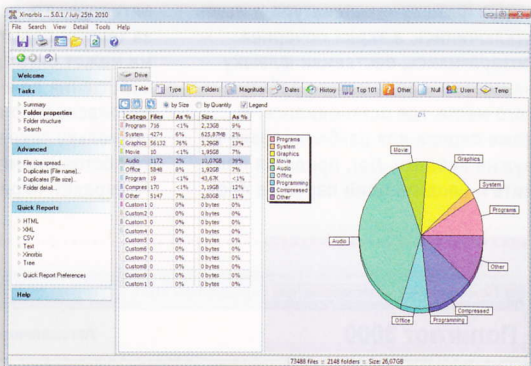 Xinorbis ... 5.0.1 / July 25th 2010
File Search View Detail Tools Help
Welcome
Tasks
Summary
Folder properties
Folder structure
Search
Advanced
File size spread...
Duplicates (File name)...
Duplicates (File size)...
Folder detail...
Quick Reports
HTML
XML
CSV
Text
Xinorbis
Tree
Quick Report Preferences
Help
Drive
Table Type Folders Magnitude Dates History Top 101 Other Null Users Temp
by Size by Quantity Legend
Catego Files As % Size As %
Program 716 <1% 2,23GB 9%
System 4274 6% 625,87MB 2%
Graphics 56132 76% 3,29GB 13%
Movie 10 <1% 1,95GB 7%
Audio 1172 2% 10,07GB 39%
Office 5848 8% 1,92GB 7%
Program 19 <1% 43,67K <1%
Compres 170 <1% 3,19GB 12%
Other 5147 7% 2,80GB 11%
Custom1 0 0% 0 bytes 0%
Custom2 0 0% 0 bytes 0%
Custom3 0 0% 0 bytes 0%
Custom4 0 0% 0 bytes 0%
Custom5 0 0% 0 bytes 0%
Custom6 0 0% 0 bytes 0%
Custom7 0 0% 0 bytes 0%
Custom8 0 0% 0 bytes 0%
Custom9 0 0% 0 bytes 0%
Custom1 0 0% 0 bytes 0%
Programs
System
Graphics
Movie
Audio
Office
Programming
Compressed
Other
Movie
Graphics
System
Programs
Other
Compressed
Programming
Office
Audio
73488 files :: 2148 folders :: Size: 26,07GB